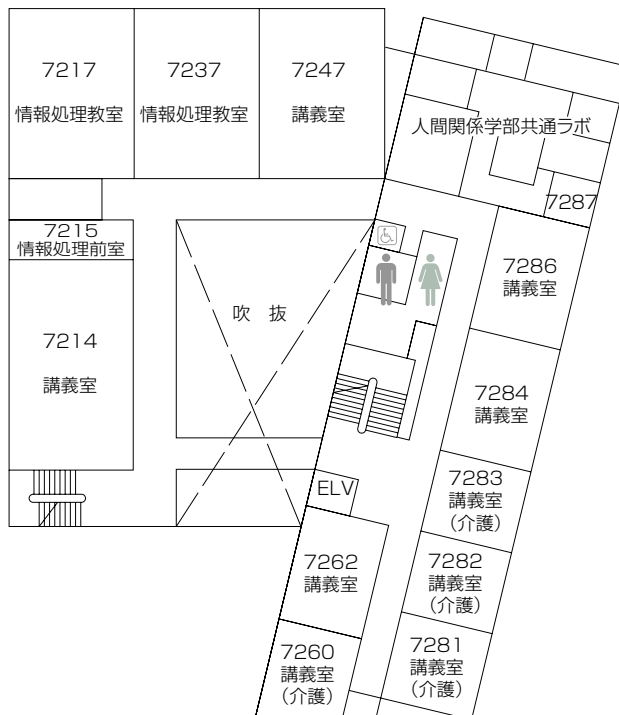 7217
情報処理教室
7237
情報処理教室
7247
講義室
人間関係学部共通ラボ
7287
7215
情報処理前室
7286
講義室
吹 抜
7214
講義室
7284
講義室
7283
講義室
(介護)
ELV
7262
講義室
7282
講義室
(介護)
7260
講義室
(介護)
7281
講義室
(介護)